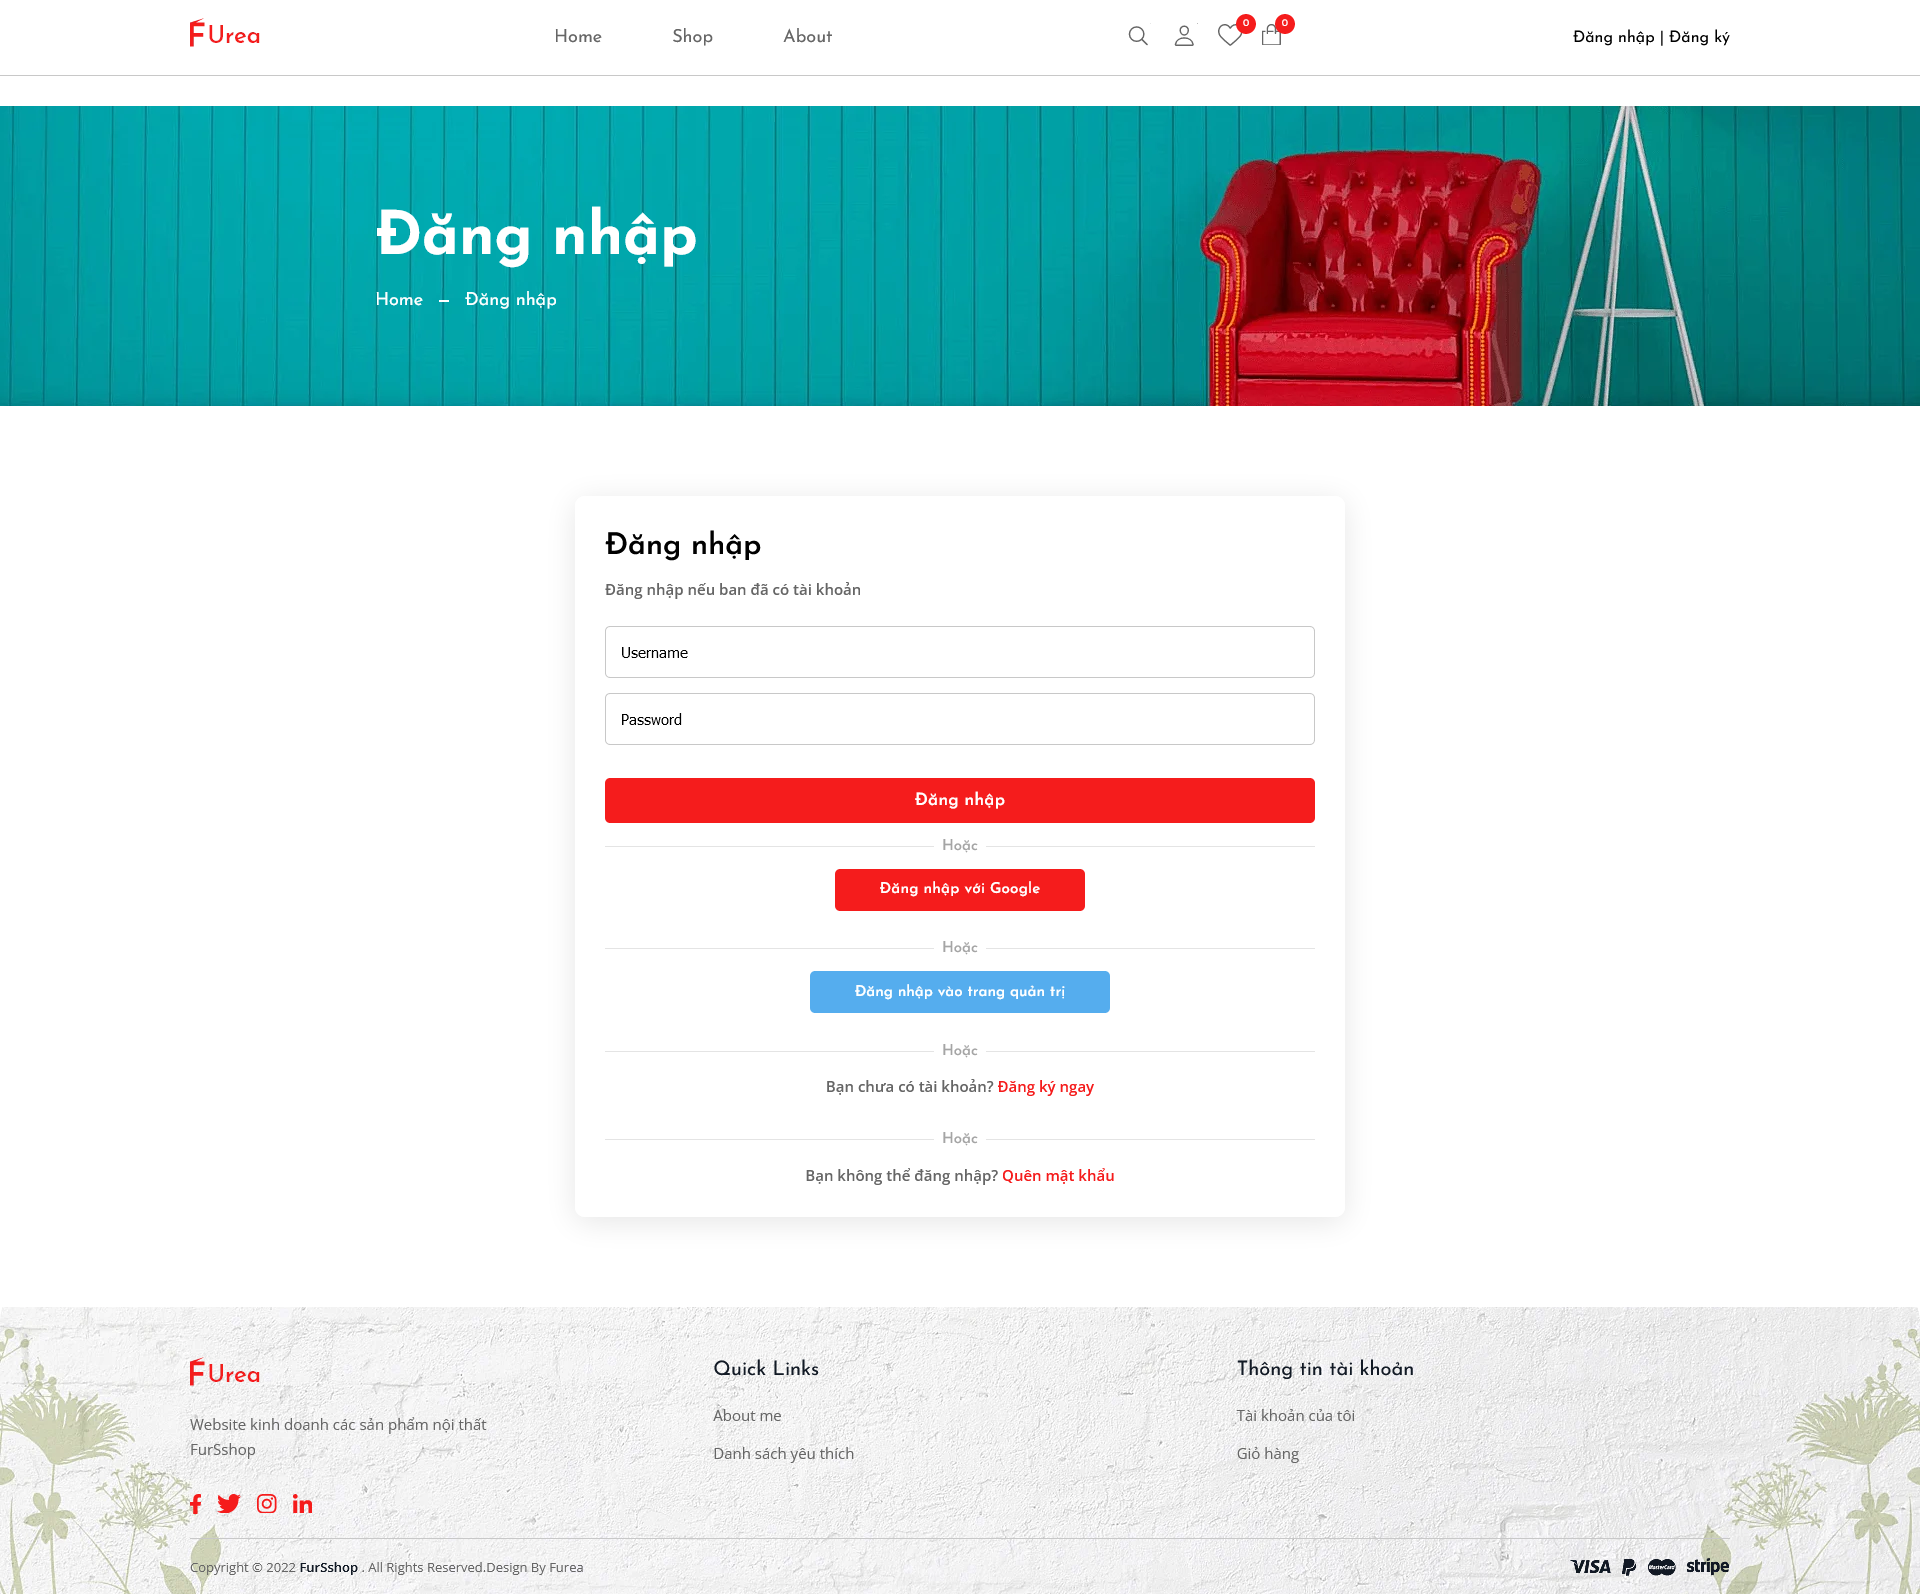 FUrea
Home Shop About
0 0
Đăng nhập | Đăng ký
Đăng nhập
Home – Đăng nhập
Đăng nhập
Đăng nhập nếu ban đã có tài khoản
Username
Password
Đăng nhập
Hoặc
Đăng nhập với Google
Hoặc
Đăng nhập vào trang quản trị
Hoặc
Bạn chưa có tài khoản? Đăng ký ngay
Hoặc
Bạn không thể đăng nhập? Quên mật khẩu
FUrea
Website kinh doanh các sản phẩm nội thất
FurSshop
Quick Links
About me
Danh sách yêu thích
Thông tin tài khoản
Tài khoản của tôi
Giỏ hàng
Copyright © 2022 FurSshop . All Rights Reserved.Design By Furea
VISA P MasterCard stripe